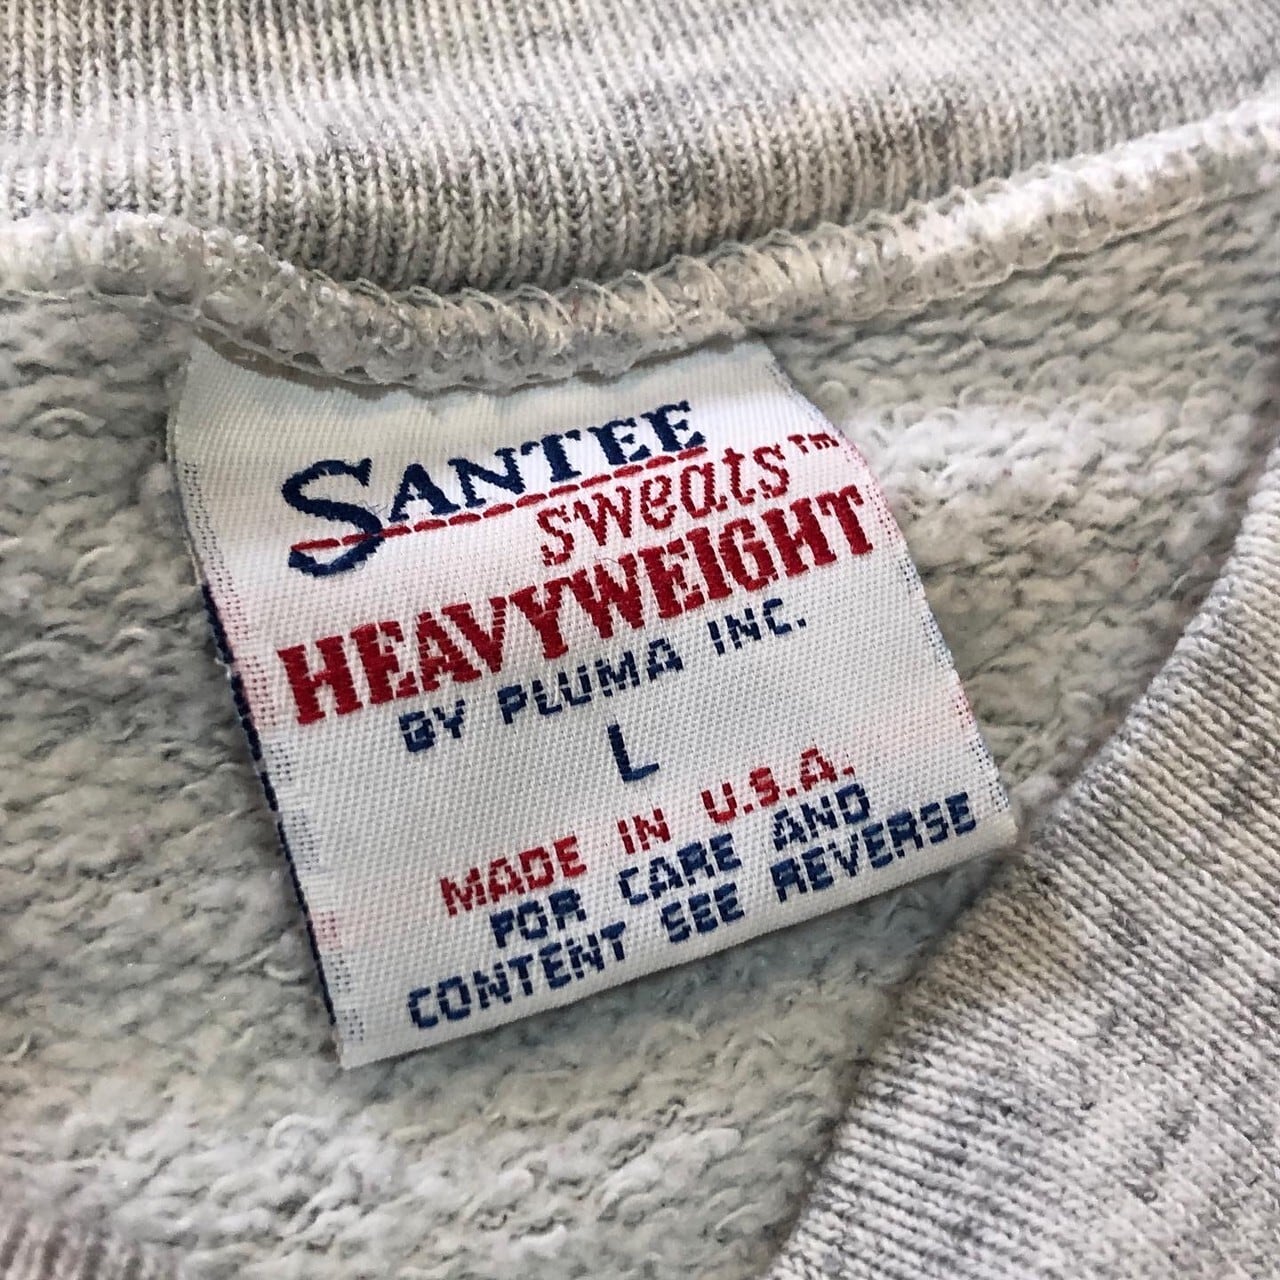 SANTEE
sweats™
HEAVYWEIGHT
BY PLUMA INC.
L
MADE IN U.S.A.
FOR CARE AND
CONTENT SEE REVERSE